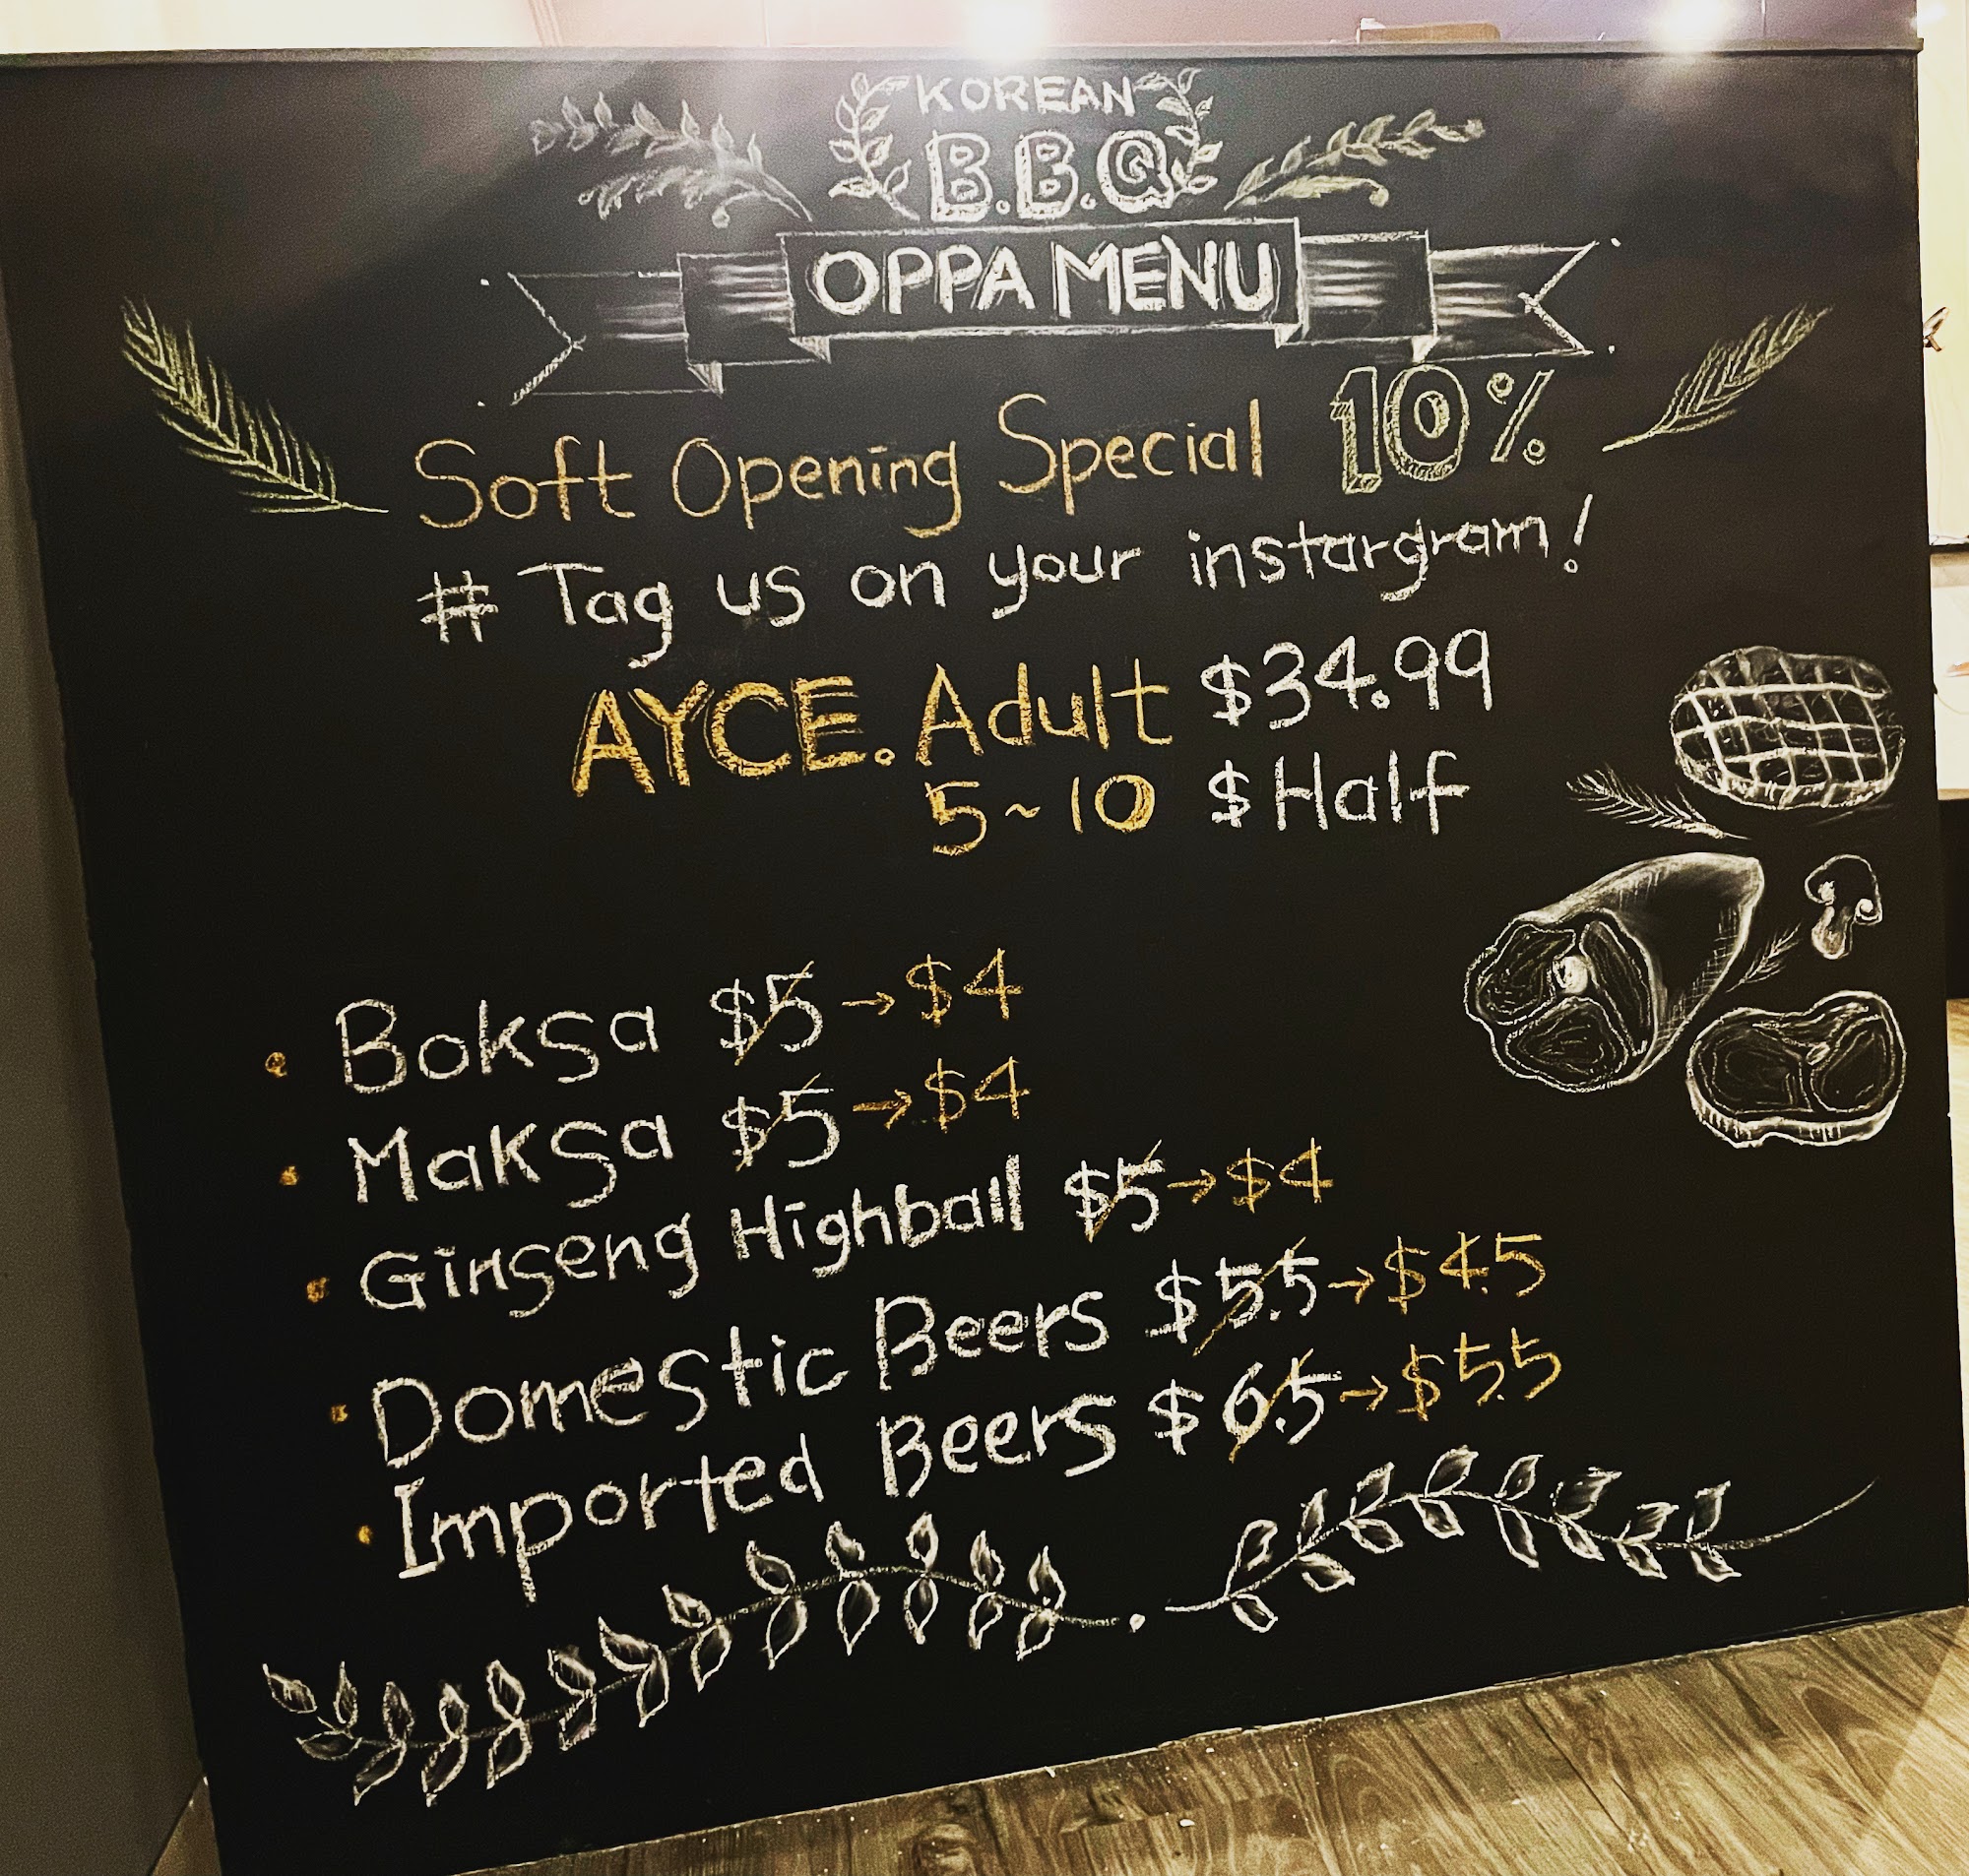 KOREAN
B.B.Q
OPPA MENU
Soft Opening Special 10%
# Tag us on your instargram!
AYCE. Adult $34.99
5~10 $Half
• Boksa $5→$4
• Maksa $5→$4
• Ginseng Highball $5→$4
• Domestic Beers $5.5→$4.5
• Imported Beers $6.5→$5.5